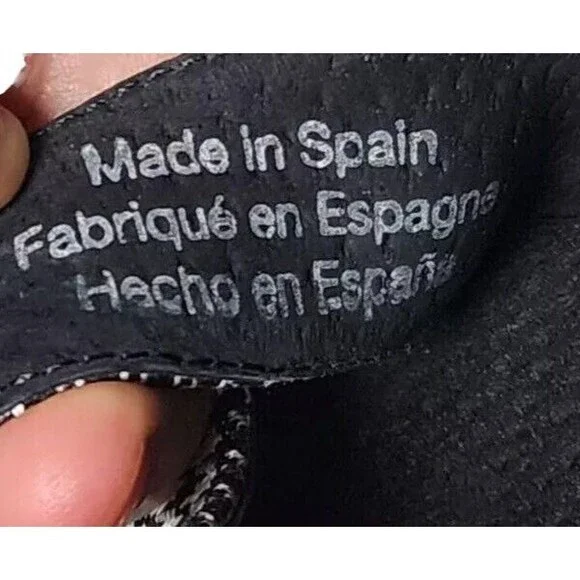 Made in Spain
Fabriqué en Espagne
Hecho en España